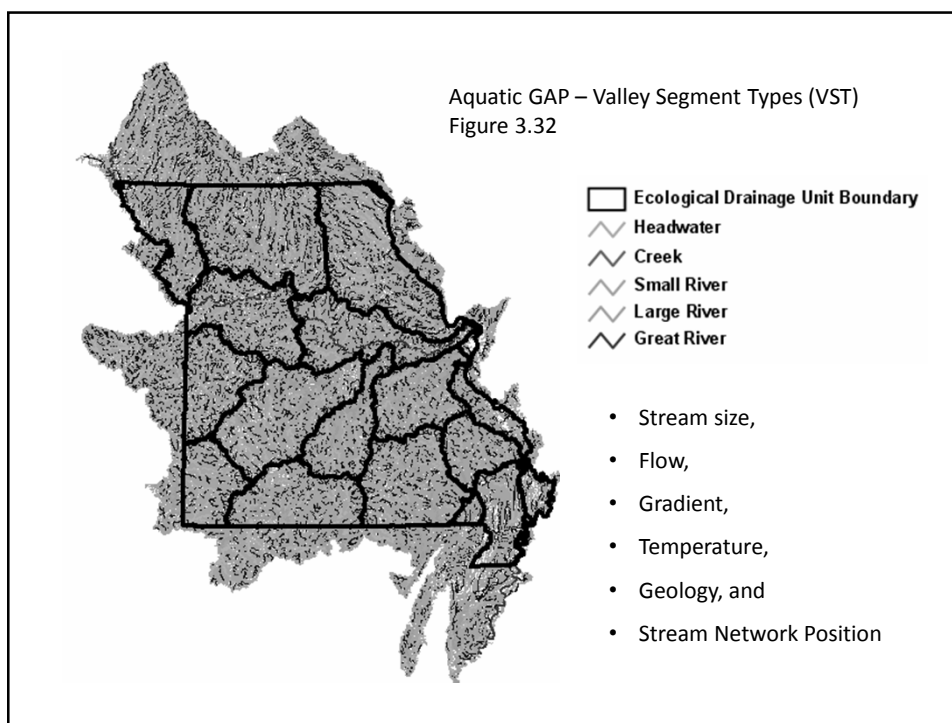 Aquatic GAP – Valley Segment Types (VST)
Figure 3.32
Ecological Drainage Unit Boundary
Headwater
Creek
Small River
Large River
Great River
• Stream size,
• Flow,
• Gradient,
• Temperature,
• Geology, and
• Stream Network Position